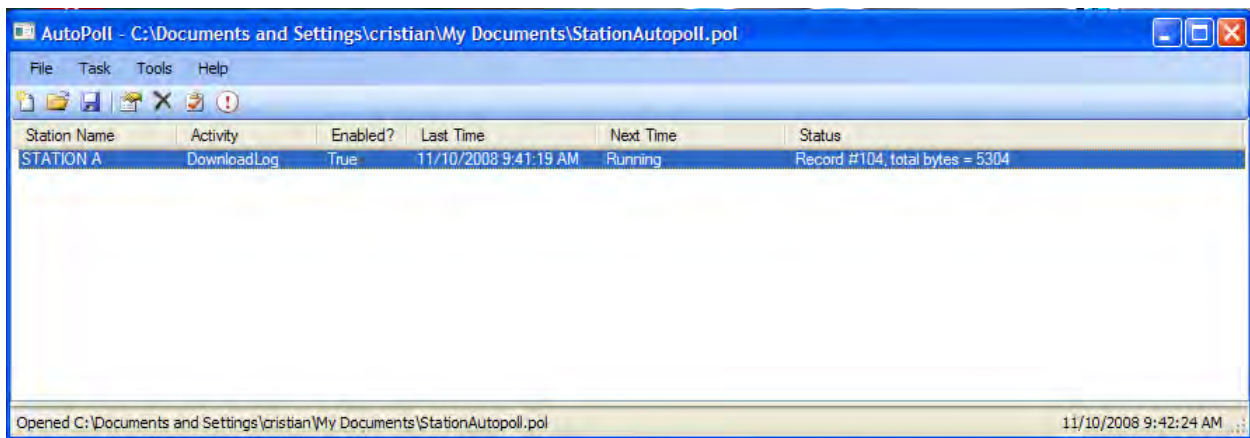 AutoPoll - C:\Documents and Settings\cristian\My Documents\StationAutopoll.pol
File Task Tools Help
Station Name Activity Enabled? Last Time Next Time Status
STATION A DownloadLog True 11/10/2008 9:41:19 AM Running Record #104, total bytes = 5304
Opened C:\Documents and Settings\cristian\My Documents\StationAutopoll.pol 11/10/2008 9:42:24 AM